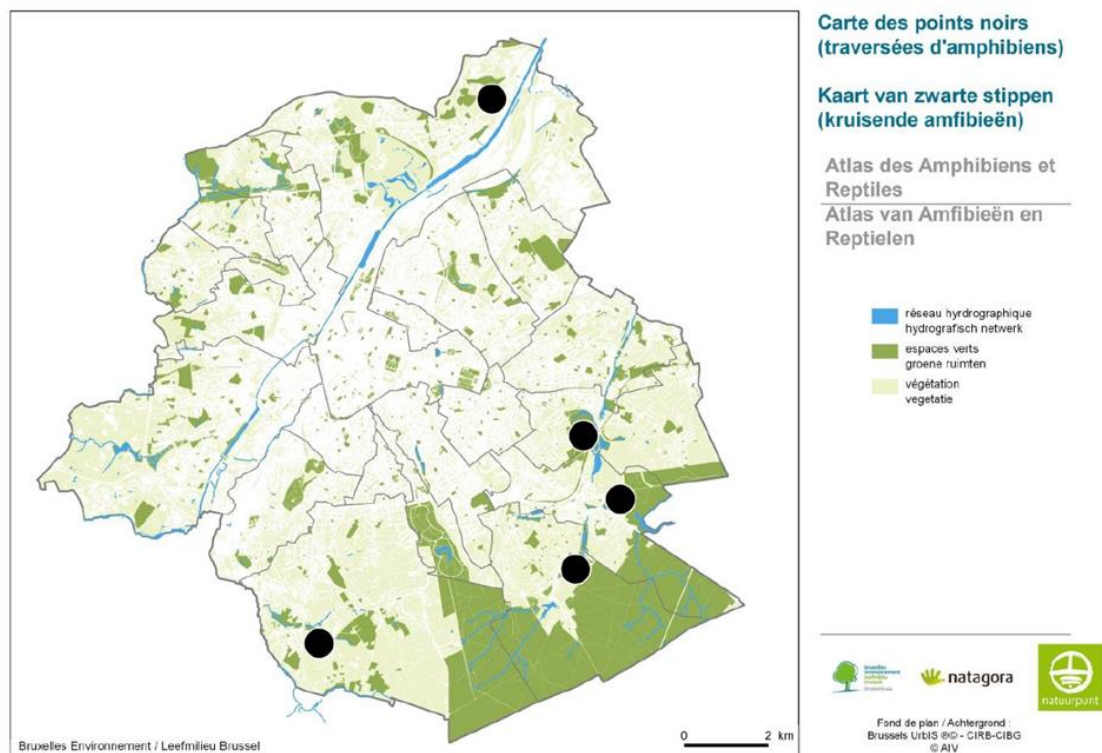 Carte des points noirs
(traversées d'amphibiens)
Kaart van zwarte stippen
(kruisende amfibieën)
Atlas des Amphibiens et
Reptiles
Atlas van Amfibieën en
Reptielen
réseau hyrdrographique
hydrografisch netwerk
espaces verts
groene ruimten
végétation
vegetatie
natagora
natuurpunt
Fond de plan / Achtergrond :
Brussels UrbIS ®© - CIRB-CIBG
© AIV
0 2 km
Bruxelles Environnement / Leefmilieu Brussel